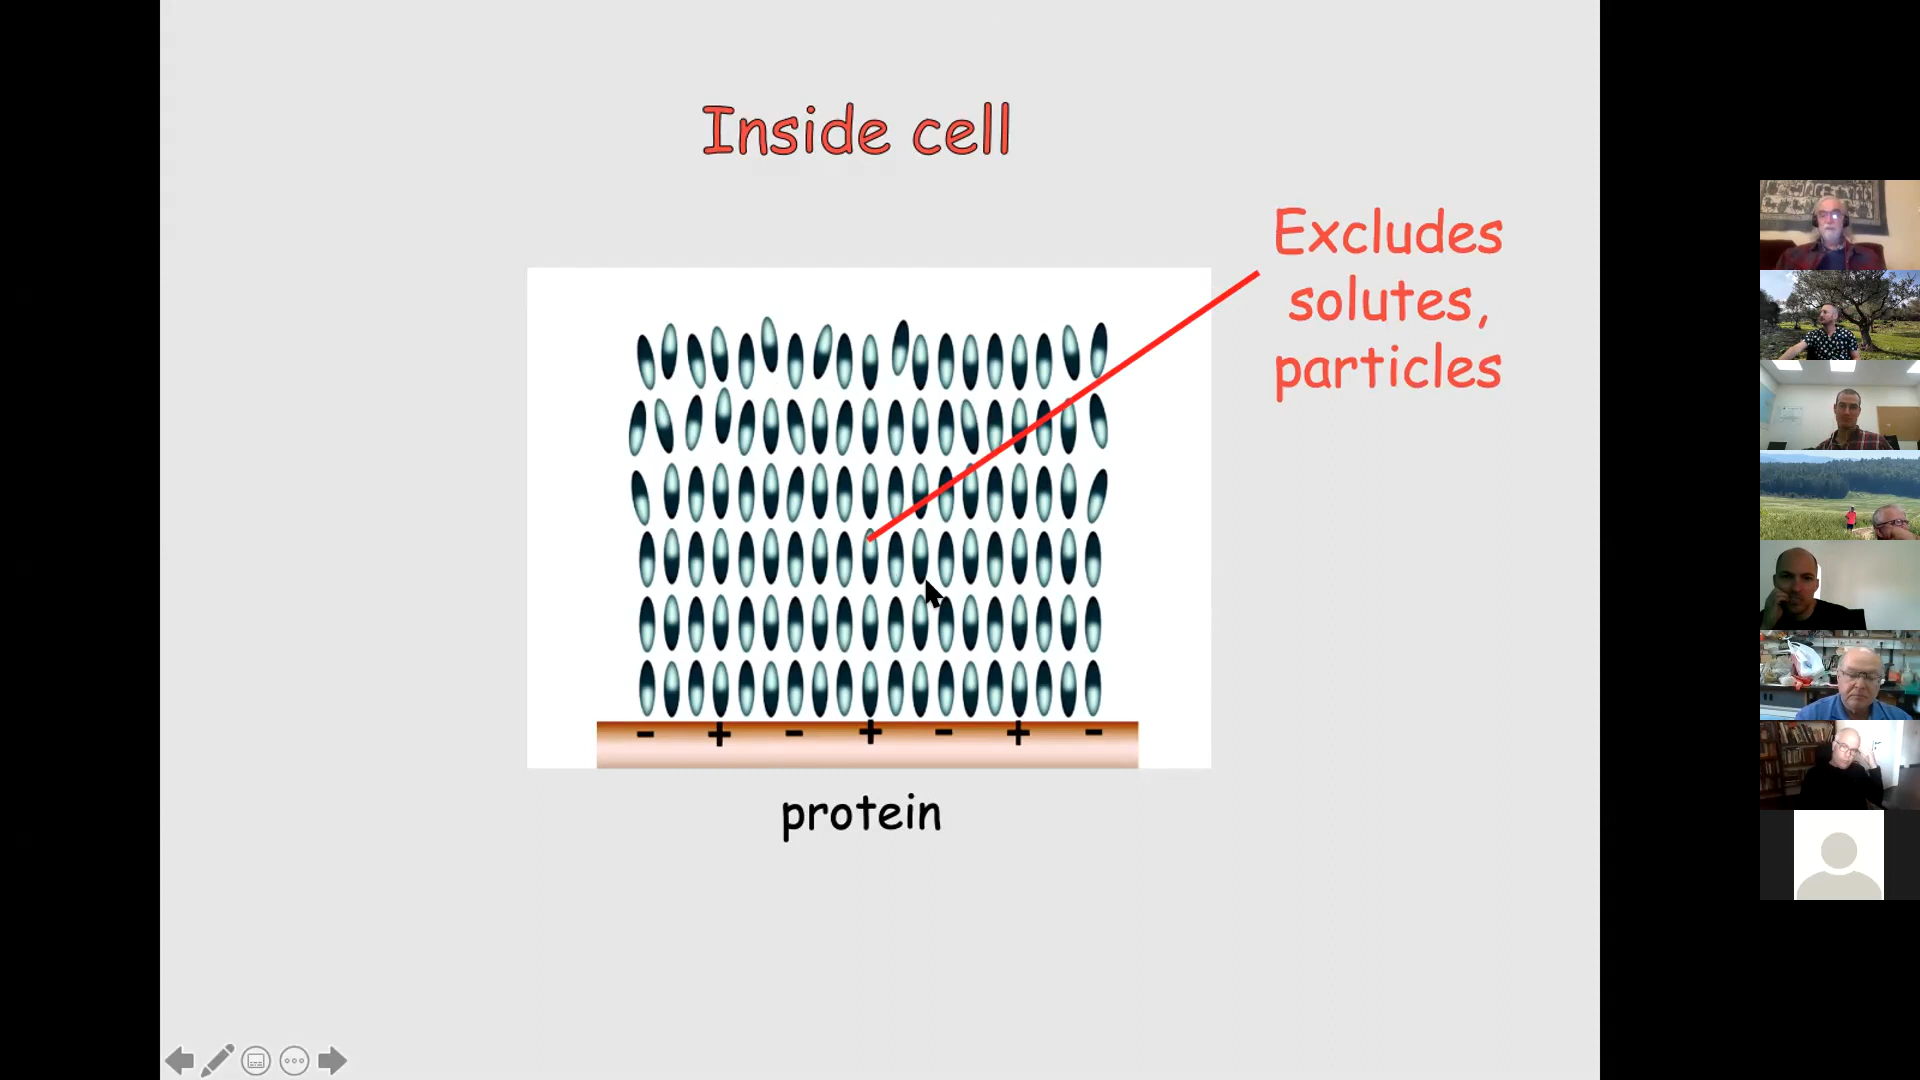 Inside cell
Excludes
solutes,
particles
- + - + - + -
protein